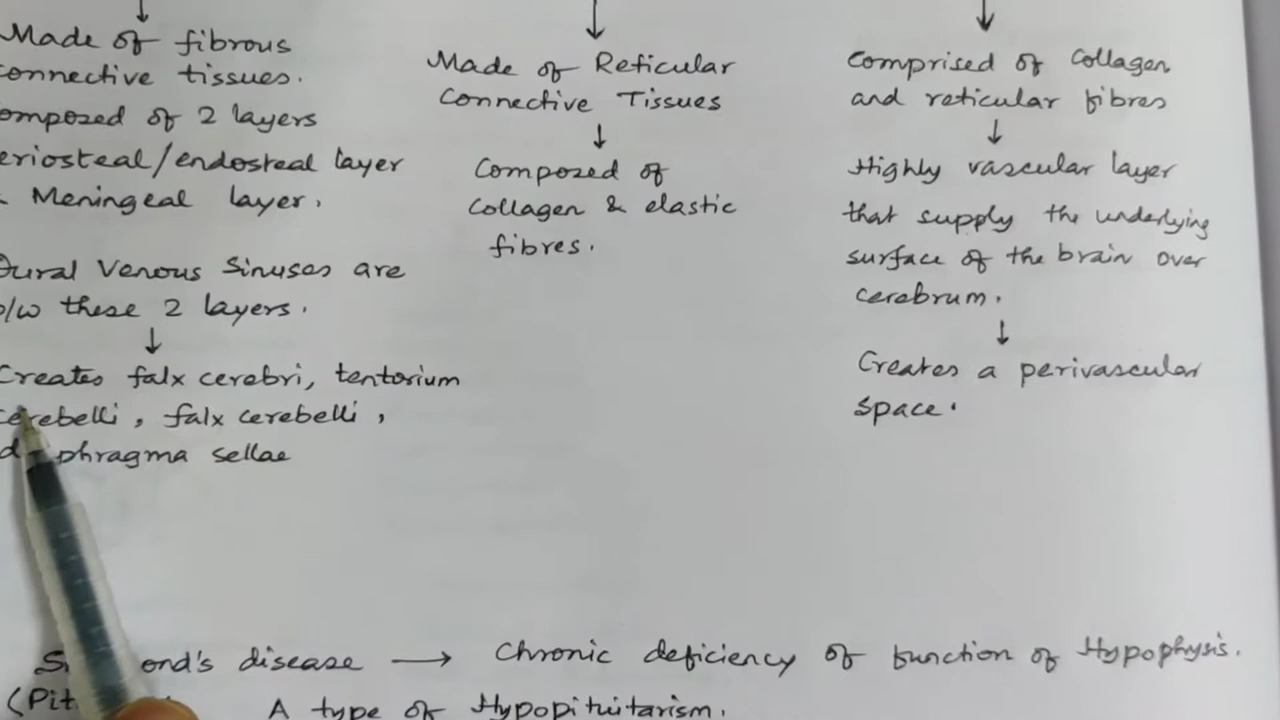 Made of fibrous
connective tissues.
composed of 2 layers
eriosteal/endosteal layer
Meningeal layer.
Dural Venous Sinuses are
b/w these 2 layers.
Creates falx cerebri, tentorium
cerebelli, falx cerebelli,
phragma sellae
Made of Reticular
Connective Tissues
Composed of
Collagen & elastic
fibres.
Comprised of Collagen
and reticular fibres
Highly vascular layer
that supply the underlying
surface of the brain over
cerebrum.
Creates a perivascular
space.
ond's disease → Chronic deficiency of function of Hypophysis.
(Pit A type of Hypopituitarism.